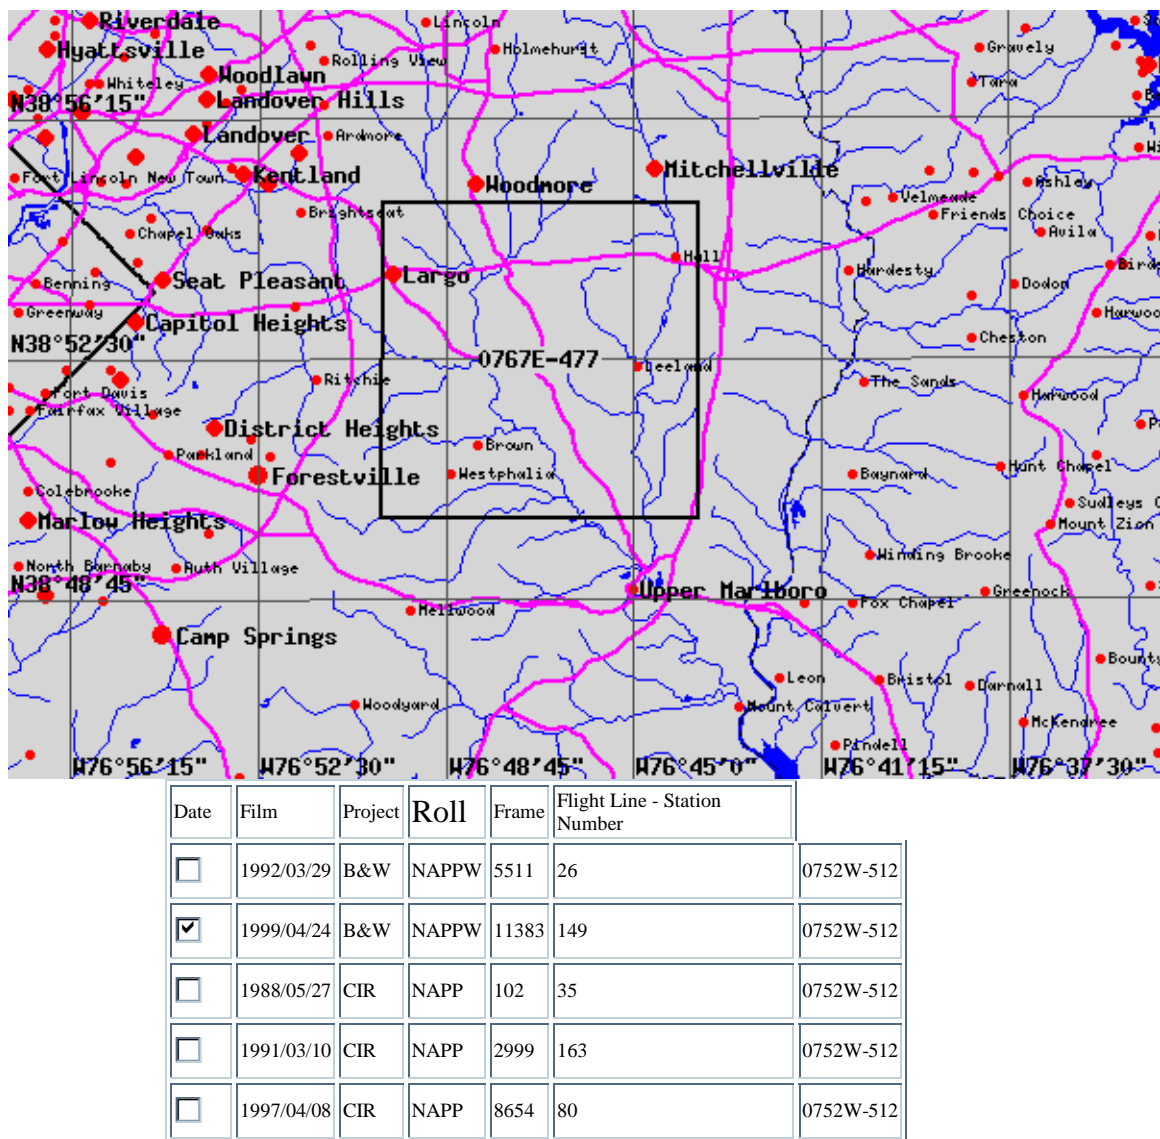 Riverdale
Lincoln
Hyattsville
Holmehurst
Gravely
Rolling View
Woodlawn
Whiteley
Tara
N38°56'15"
Landover Hills
Landover
Ardmore
Mitchellville
Fort Lincoln New Town
Kentland
Woodmore
Ashley
Velmeade
Brightseat
Friends Choice
Chapel Oaks
Avila
Hall
Largo
Hardesty
Birds
Seat Pleasant
Benning
Dodon
Greenway
Capitol Heights
Harwoo
N38°52'30"
Cheston
0767E-477
Leeland
Ritchie
The Sands
Fort Davis
Harwood
Fairfax Village
District Heights
Brown
Parkland
Forestville
Westphalia
Baynard
Hunt Chapel
Colebrooke
Sudleys C
Marlow Heights
Mount Zion
Winding Brooke
North Barnaby
Auth Village
N38°48'45"
Upper Marlboro
Greenock
Mellwood
Fox Chapel
Camp Springs
Bounts
Leon
Bristol
Darnall
Woodyard
Mount Calvert
McKendree
Pindell
W76°56'15" W76°52'30" W76°48'45" W76°45'0" W76°41'15" W76°37'30"
Date Film Project Roll Frame Flight Line - Station
Number
1992/03/29 B&W NAPPW 5511 26 0752W-512
1999/04/24 B&W NAPPW 11383 149 0752W-512
1988/05/27 CIR NAPP 102 35 0752W-512
1991/03/10 CIR NAPP 2999 163 0752W-512
1997/04/08 CIR NAPP 8654 80 0752W-512